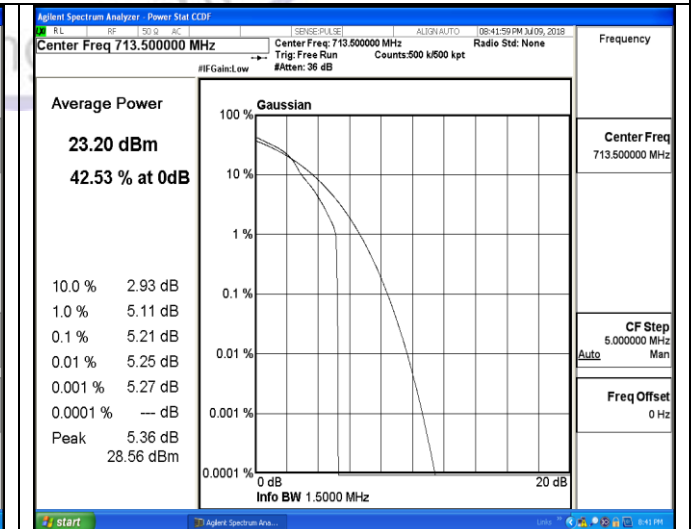 Agilent Spectrum Analyzer - Power Stat CCDF
RL RF 50 Ω AC SENSE:PULSE ALIGN AUTO 08:41:59 PM Jul 09, 2018
Center Freq 713.500000 MHz
Center Freq: 713.500000 MHz
Radio Std: None
Trig: Free Run Counts:500 k/500 kpt
#IFGain:Low #Atten: 36 dB
Average Power
23.20 dBm
42.53 % at 0dB
10.0 % 2.93 dB
1.0 % 5.11 dB
0.1 % 5.21 dB
0.01 % 5.25 dB
0.001 % 5.27 dB
0.0001 % --- dB
Peak 5.36 dB
28.56 dBm
Gaussian
100 %
10 %
1 %
0.1 %
0.01 %
0.001 %
0.0001 %
0 dB 20 dB
Info BW 1.5000 MHz
Frequency
Center Freq
713.500000 MHz
CF Step
5.000000 MHz
Auto Man
Freq Offset
0 Hz
start Agilent Spectrum Ana... Links 8:41 PM